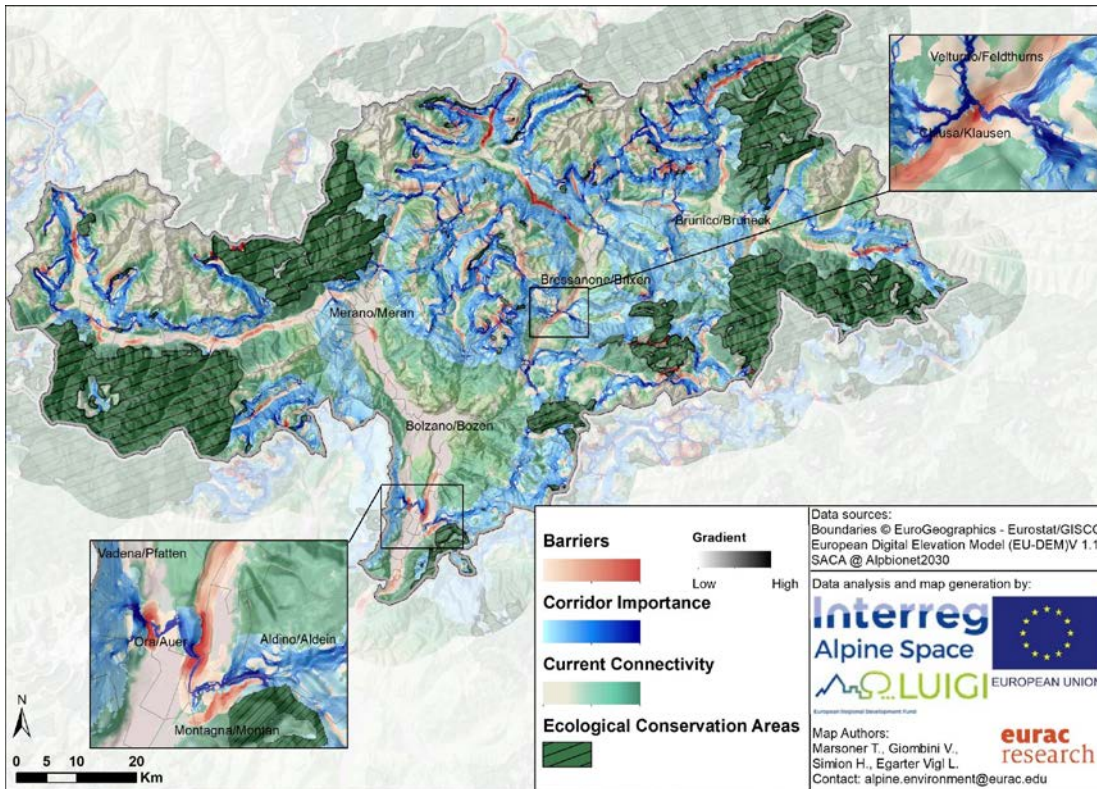 Velturno/Feldthurns
Chiusa/Klausen
Brunico/Bruneck
Bressanone/Brixen
Merano/Meran
Bolzano/Bozen
Vadena/Pfatten
Ora/Auer
Aldino/Aldein
Montagna/Montan
N
0 5 10 20
Km
Barriers
Gradient
Low High
Corridor Importance
Current Connectivity
Ecological Conservation Areas
Data sources:
Boundaries © EuroGeographics - Eurostat/GISCO
European Digital Elevation Model (EU-DEM)V 1.1
SACA @ Alpbionet2030
Data analysis and map generation by:
Interreg
Alpine Space
LUIGI
European Regional Development Fund
EUROPEAN UNION
Map Authors:
Marsoner T., Giombini V.,
Simion H., Egarter Vigl L.
Contact: alpine.environment@eurac.edu
eurac
research